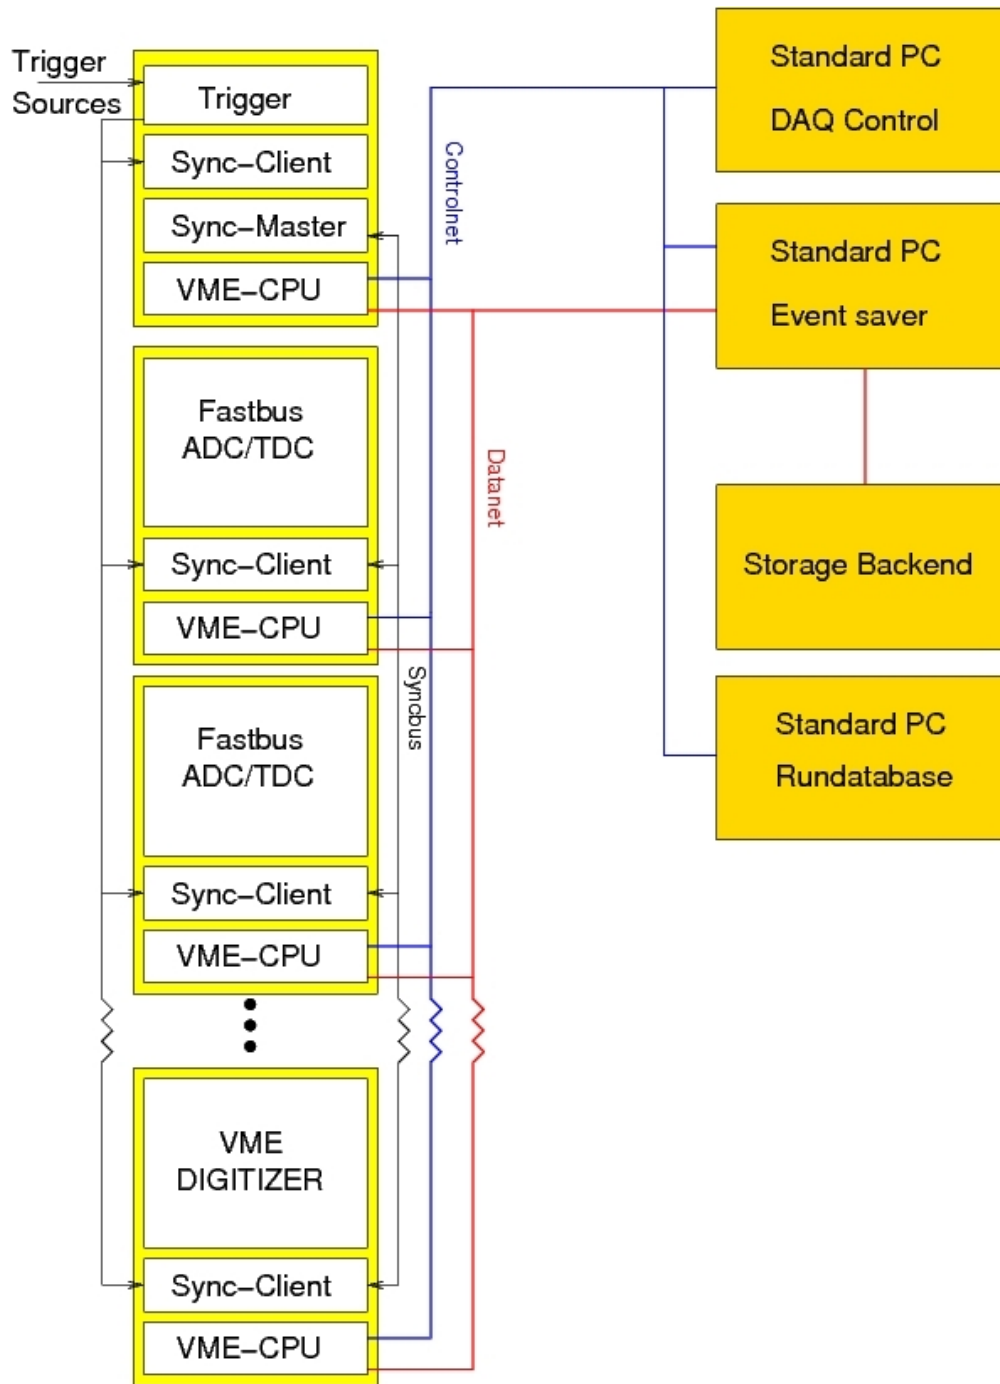 Trigger
Sources
Trigger
Sync-Client
Sync-Master
VME-CPU
Fastbus
ADC/TDC
Sync-Client
VME-CPU
Fastbus
ADC/TDC
Sync-Client
VME-CPU
VME
DIGITIZER
Sync-Client
VME-CPU
Syncbus
Controlnet
Datanet
Standard PC
DAQ Control
Standard PC
Event saver
Storage Backend
Standard PC
Rundatabase